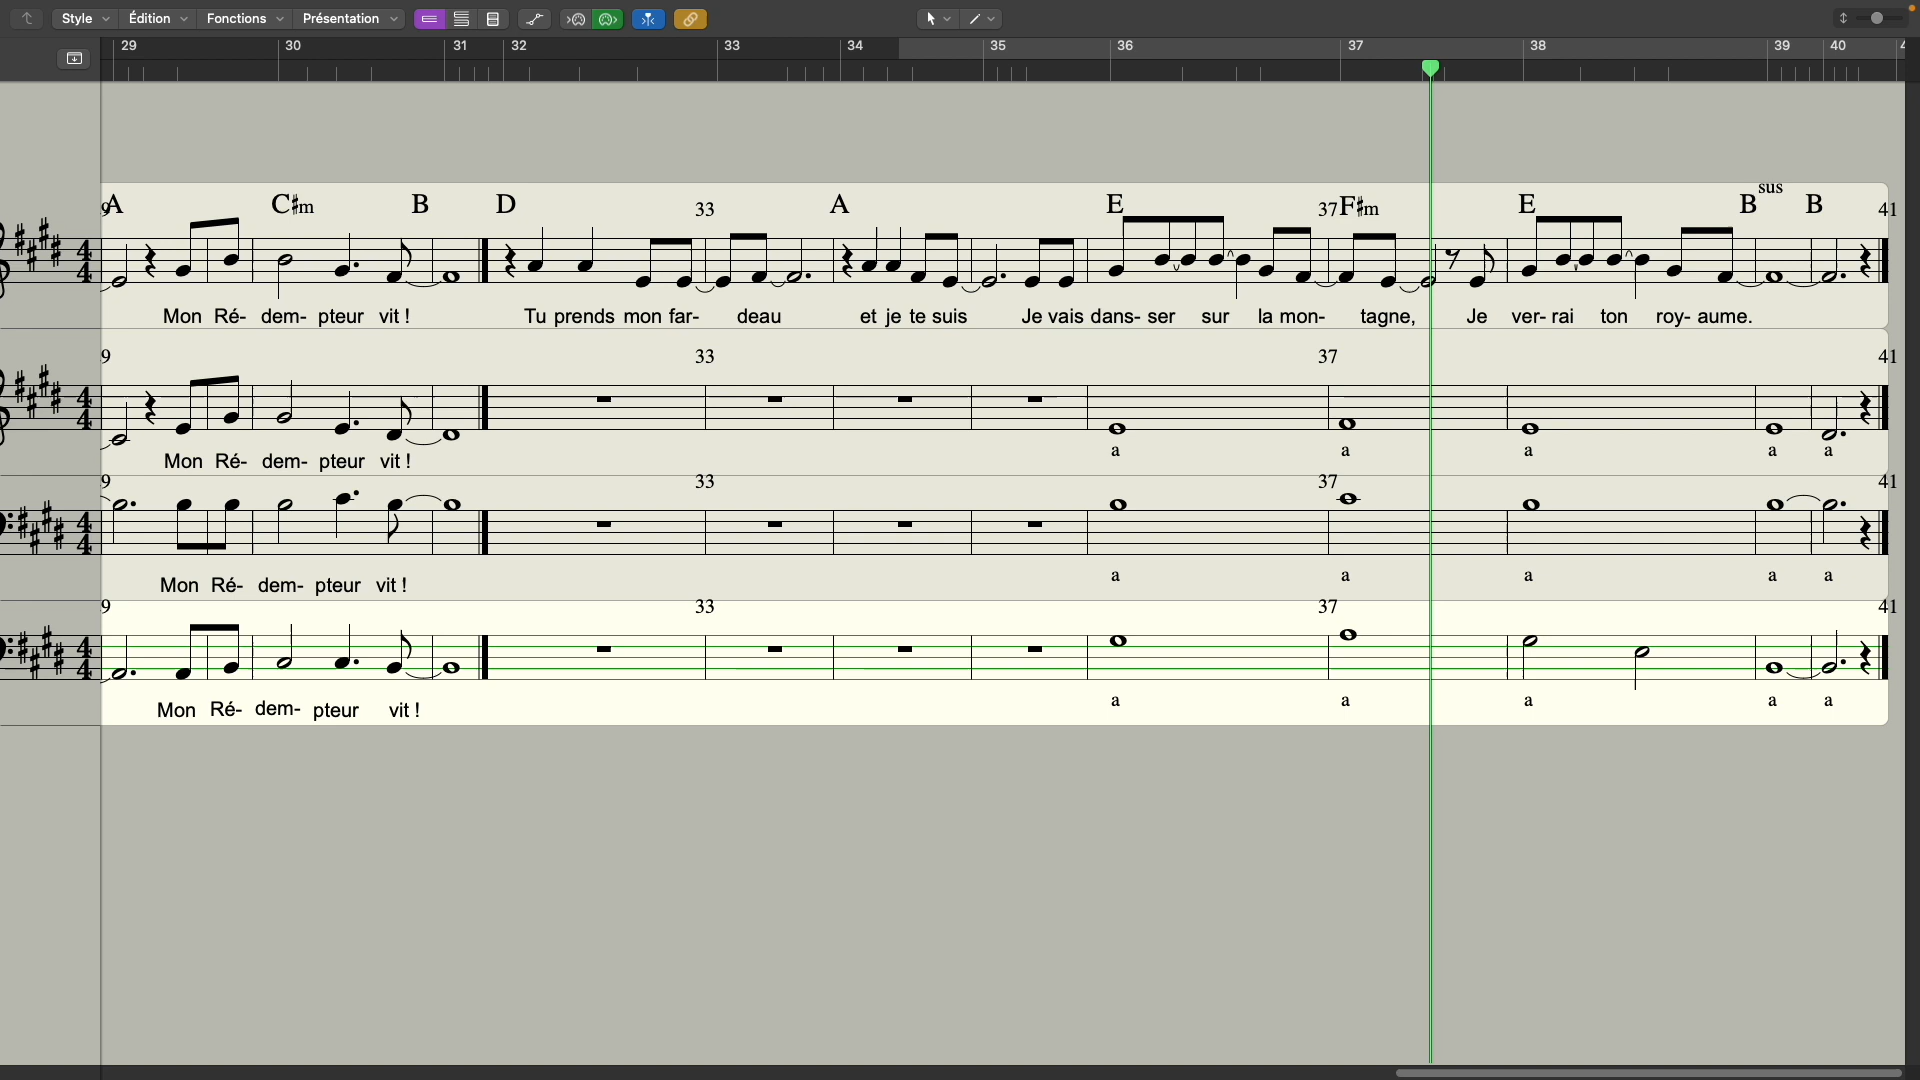 Style Édition Fonctions Présentation
29 30 31 32 33 34 35 36 37 38 39 40
A C♯m B D 33 A E 37 F♯m E B sus B 41
9
Mon Ré- dem- pteur vit ! Tu prends mon far- deau et je te suis Je vais dans- ser sur la mon- tagne, Je ver- rai ton roy- aume.
9 33 37 41
Mon Ré- dem- pteur vit ! a a a a a
9 33 37 41
Mon Ré- dem- pteur vit ! a a a a a
9 33 37 41
Mon Ré- dem- pteur vit ! a a a a a